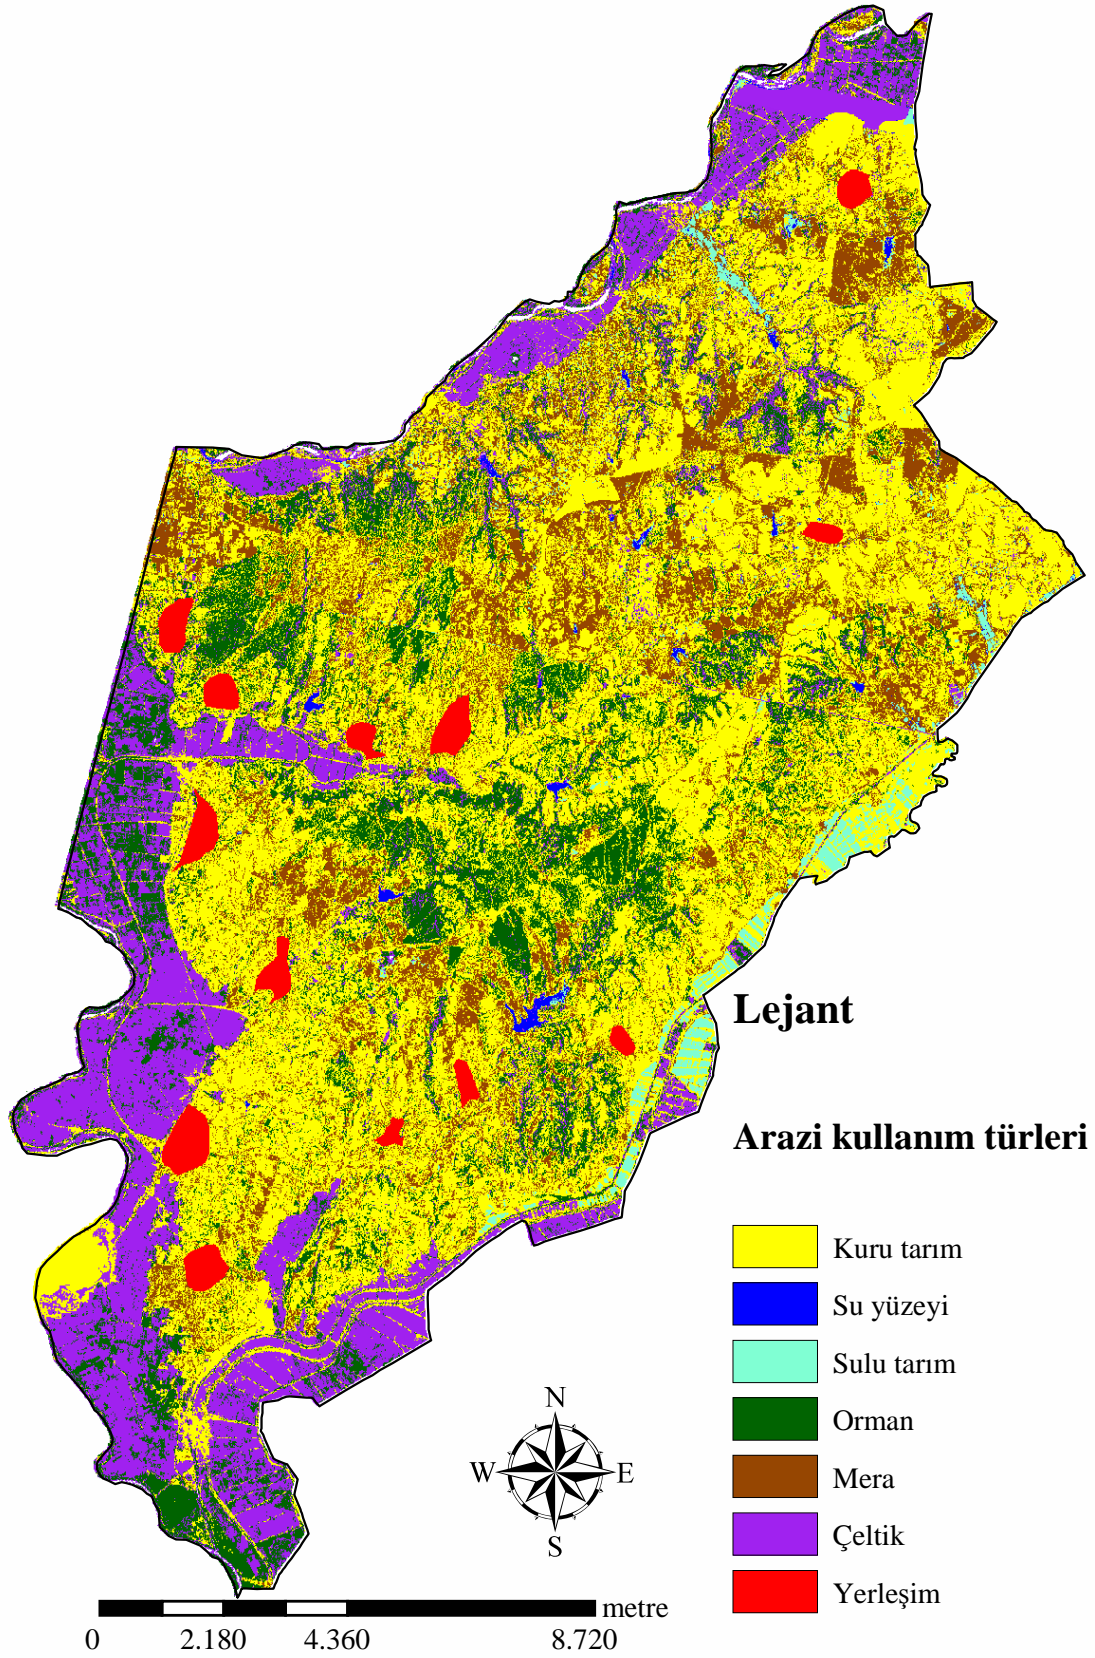 Lejant
Arazi kullanım türleri
Kuru tarım
Su yüzeyi
Sulu tarım
Orman
Mera
Çeltik
Yerleşim
N
W E
S
metre
0 2.180 4.360 8.720